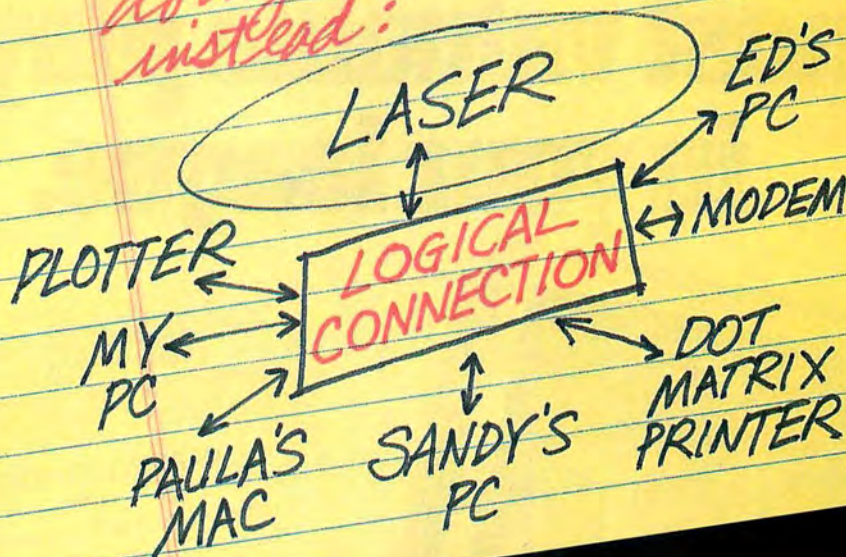 instead:
LASER
ED'S
PC
MODEM
LOGICAL
CONNECTION
PLOTTER
MY
PC
PAULA'S
MAC
SANDY'S
PC
DOT
MATRIX
PRINTER